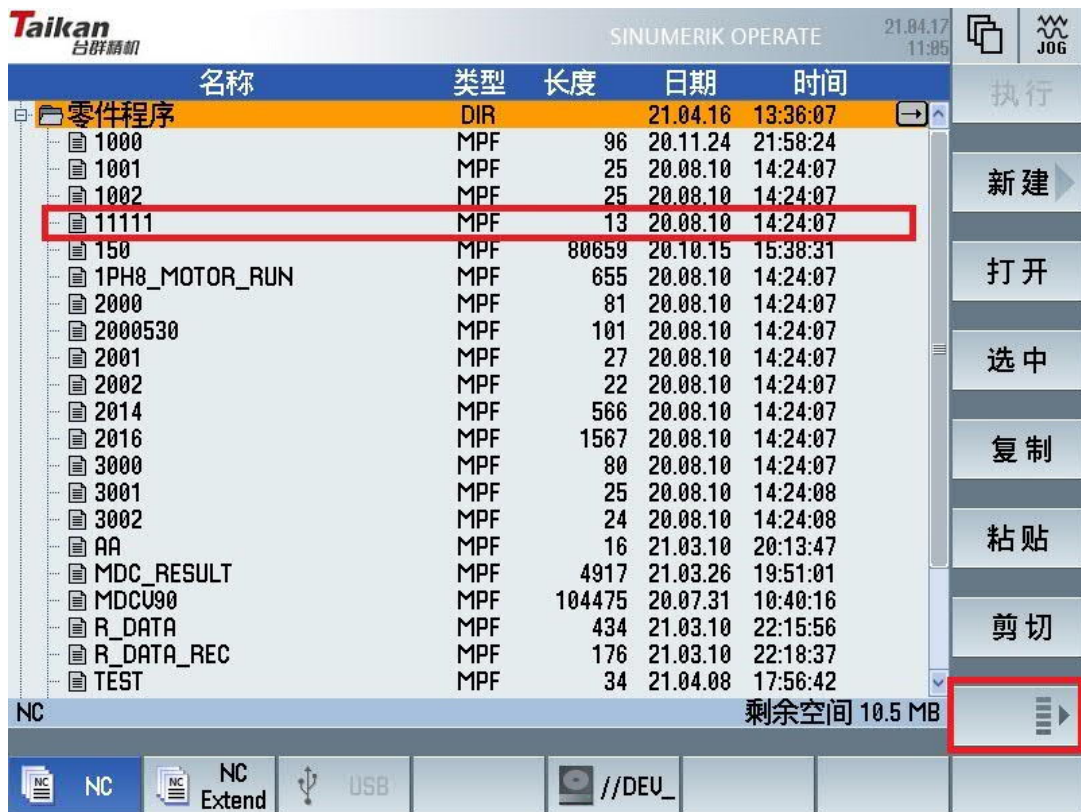 Taikan
台群精机
SINUMERIK OPERATE
21.04.17
11:05
JOG
名称 类型 长度 日期 时间
零件程序 DIR 21.04.16 13:36:07
1000 MPF 96 20.11.24 21:58:24
1001 MPF 25 20.08.10 14:24:07
1002 MPF 25 20.08.10 14:24:07
11111 MPF 13 20.08.10 14:24:07
150 MPF 80659 20.10.15 15:38:31
1PH8_MOTOR_RUN MPF 655 20.08.10 14:24:07
2000 MPF 81 20.08.10 14:24:07
2000530 MPF 101 20.08.10 14:24:07
2001 MPF 27 20.08.10 14:24:07
2002 MPF 22 20.08.10 14:24:07
2014 MPF 566 20.08.10 14:24:07
2016 MPF 1567 20.08.10 14:24:07
3000 MPF 80 20.08.10 14:24:07
3001 MPF 25 20.08.10 14:24:08
3002 MPF 24 20.08.10 14:24:08
AA MPF 16 21.03.10 20:13:47
MDC_RESULT MPF 4917 21.03.26 19:51:01
MDCV90 MPF 104475 20.07.31 10:40:16
R_DATA MPF 434 21.03.10 22:15:56
R_DATA_REC MPF 176 21.03.10 22:18:37
TEST MPF 34 21.04.08 17:56:42
NC 剩余空间 10.5 MB
执行
新建
打开
选中
复制
粘贴
剪切
NC NC
NC NC
Extend
USB
//DEV_